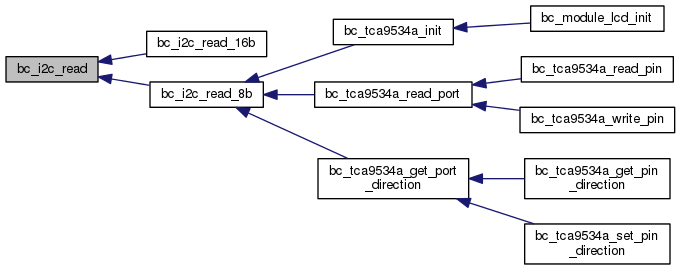 bc_i2c_read
bc_i2c_read_16b
bc_i2c_read_8b
bc_tca9534a_init
bc_module_lcd_init
bc_tca9534a_read_port
bc_tca9534a_read_pin
bc_tca9534a_write_pin
bc_tca9534a_get_port
_direction
bc_tca9534a_get_pin
_direction
bc_tca9534a_set_pin
_direction